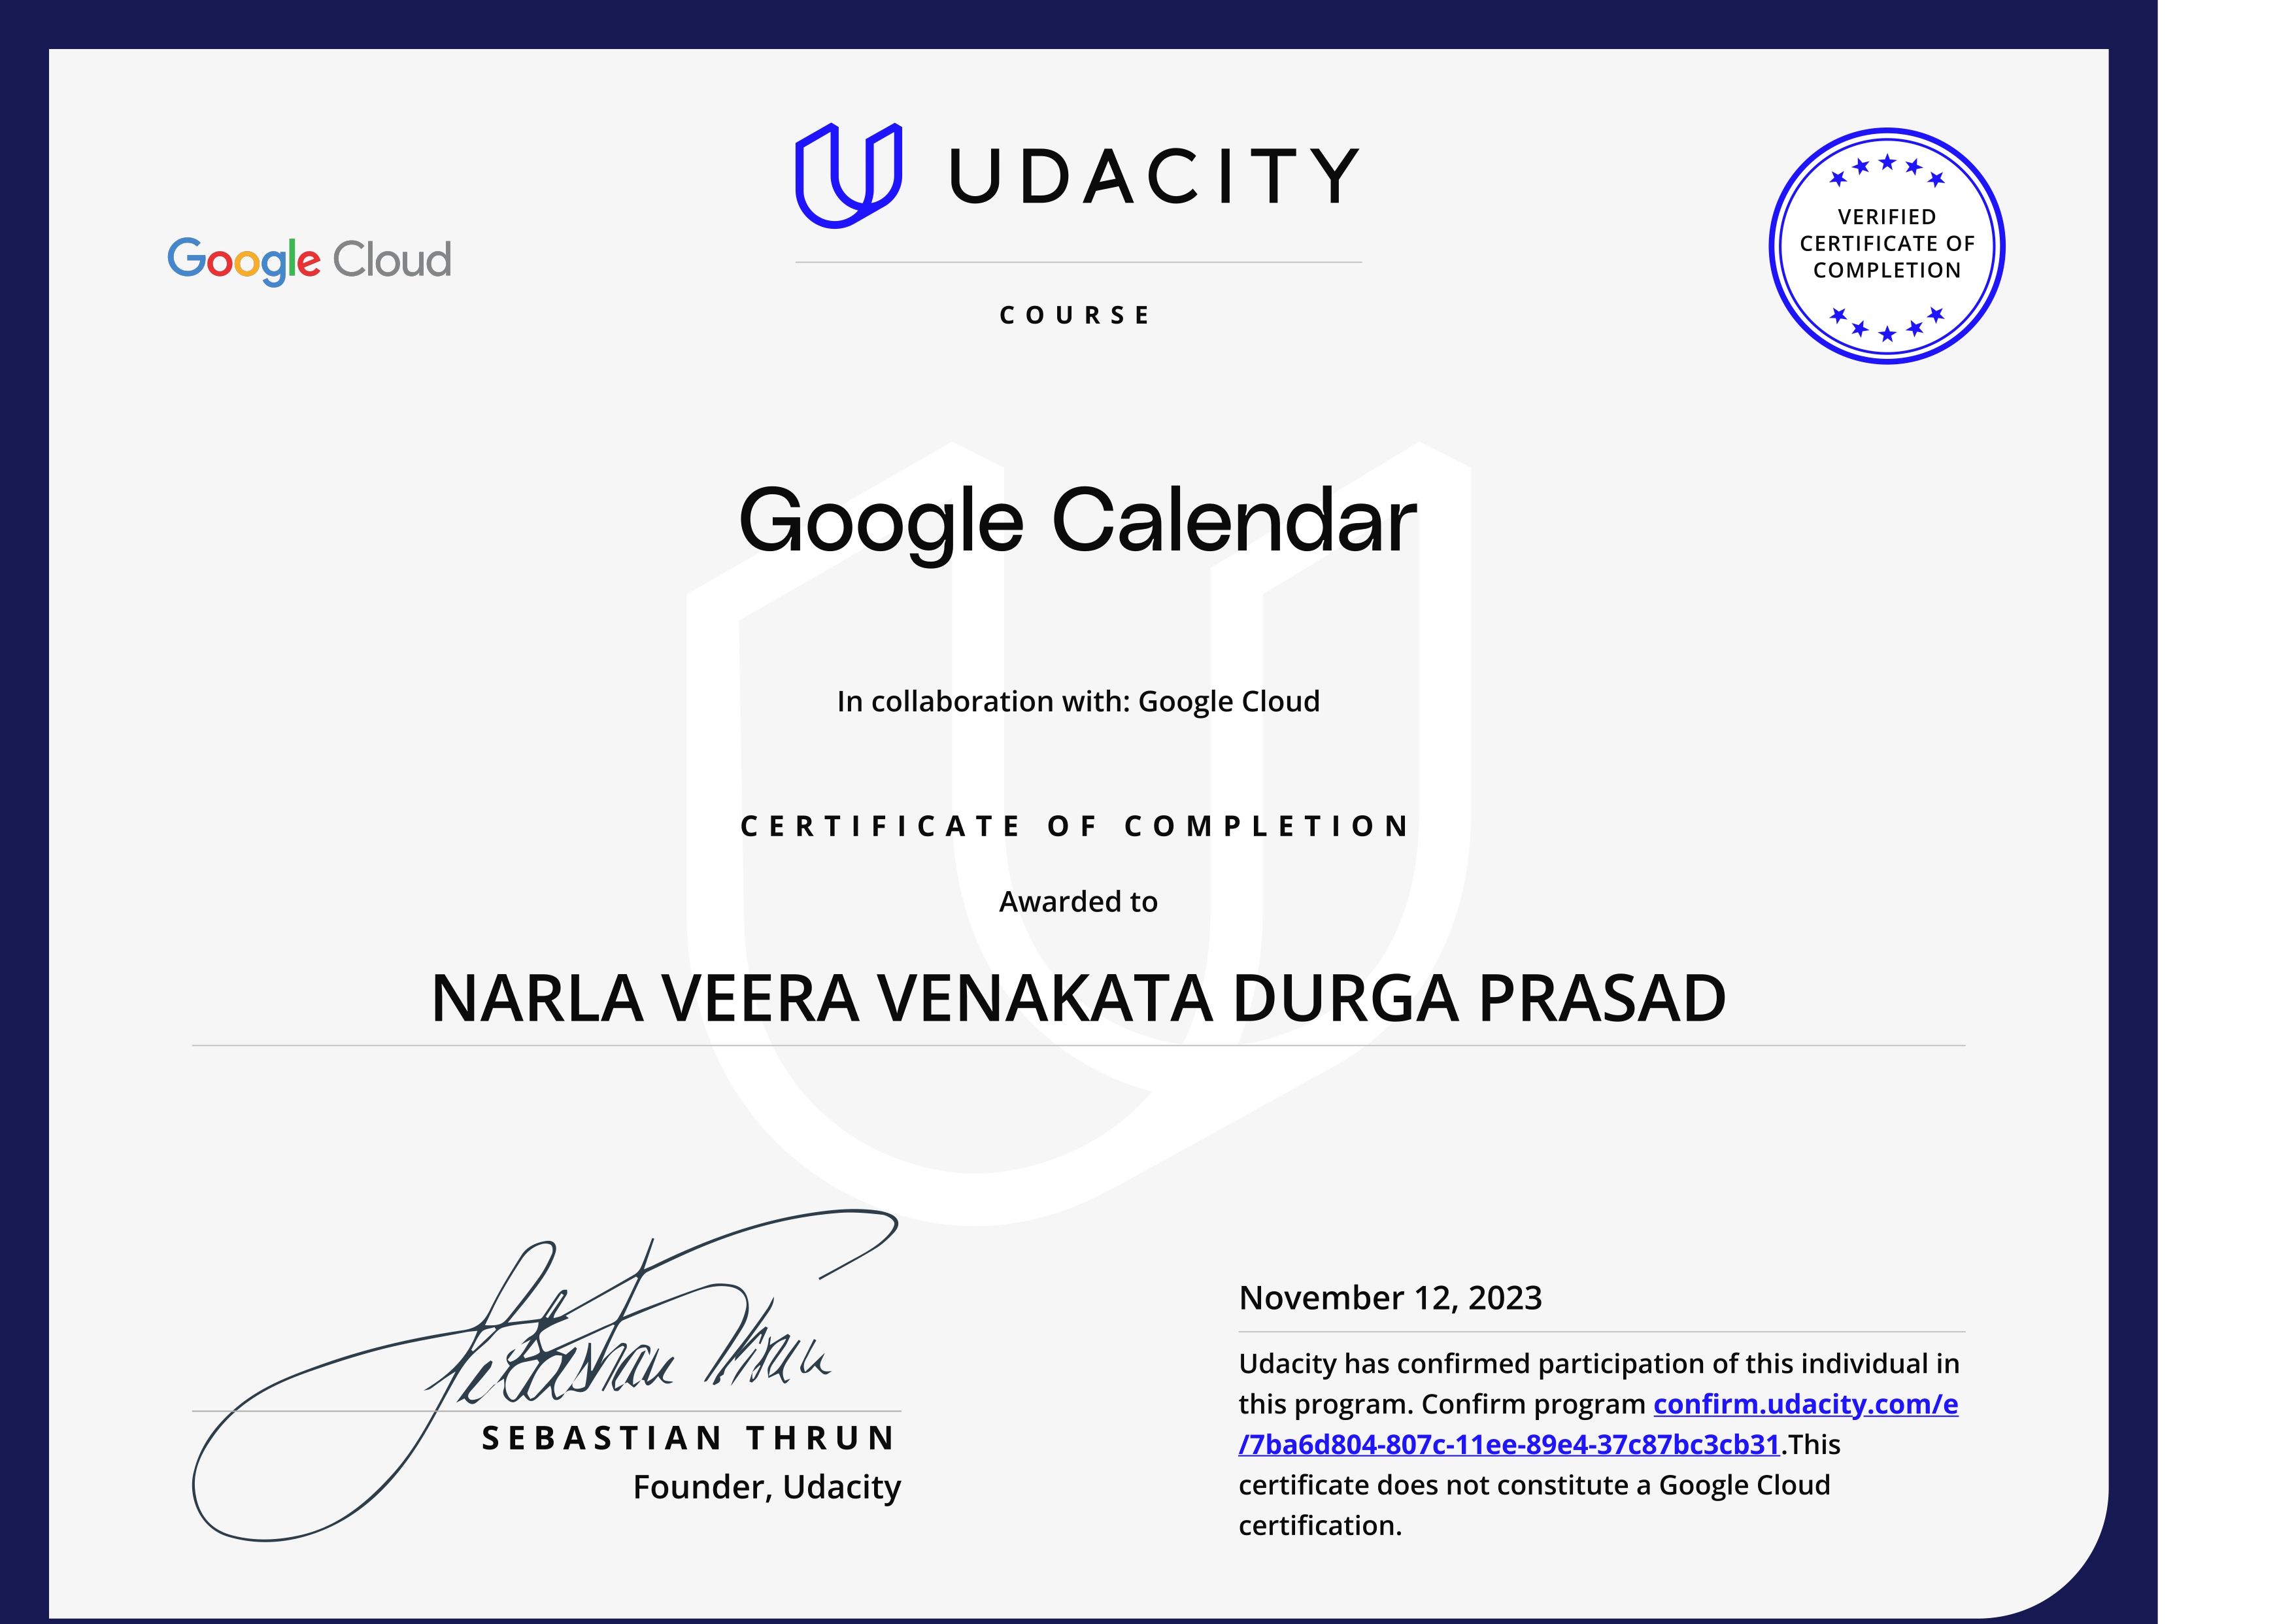 UDACITY
Google Cloud
VERIFIED
CERTIFICATE OF
COMPLETION
COURSE
Google Calendar
In collaboration with: Google Cloud
CERTIFICATE OF COMPLETION
Awarded to
NARLA VEERA VENAKATA DURGA PRASAD
Sebastian Thrun
SEBASTIAN THRUN
Founder, Udacity
November 12, 2023
Udacity has confirmed participation of this individual in
this program. Confirm program confirm.udacity.com/e
/7ba6d804-807c-11ee-89e4-37c87bc3cb31.This
certificate does not constitute a Google Cloud
certification.